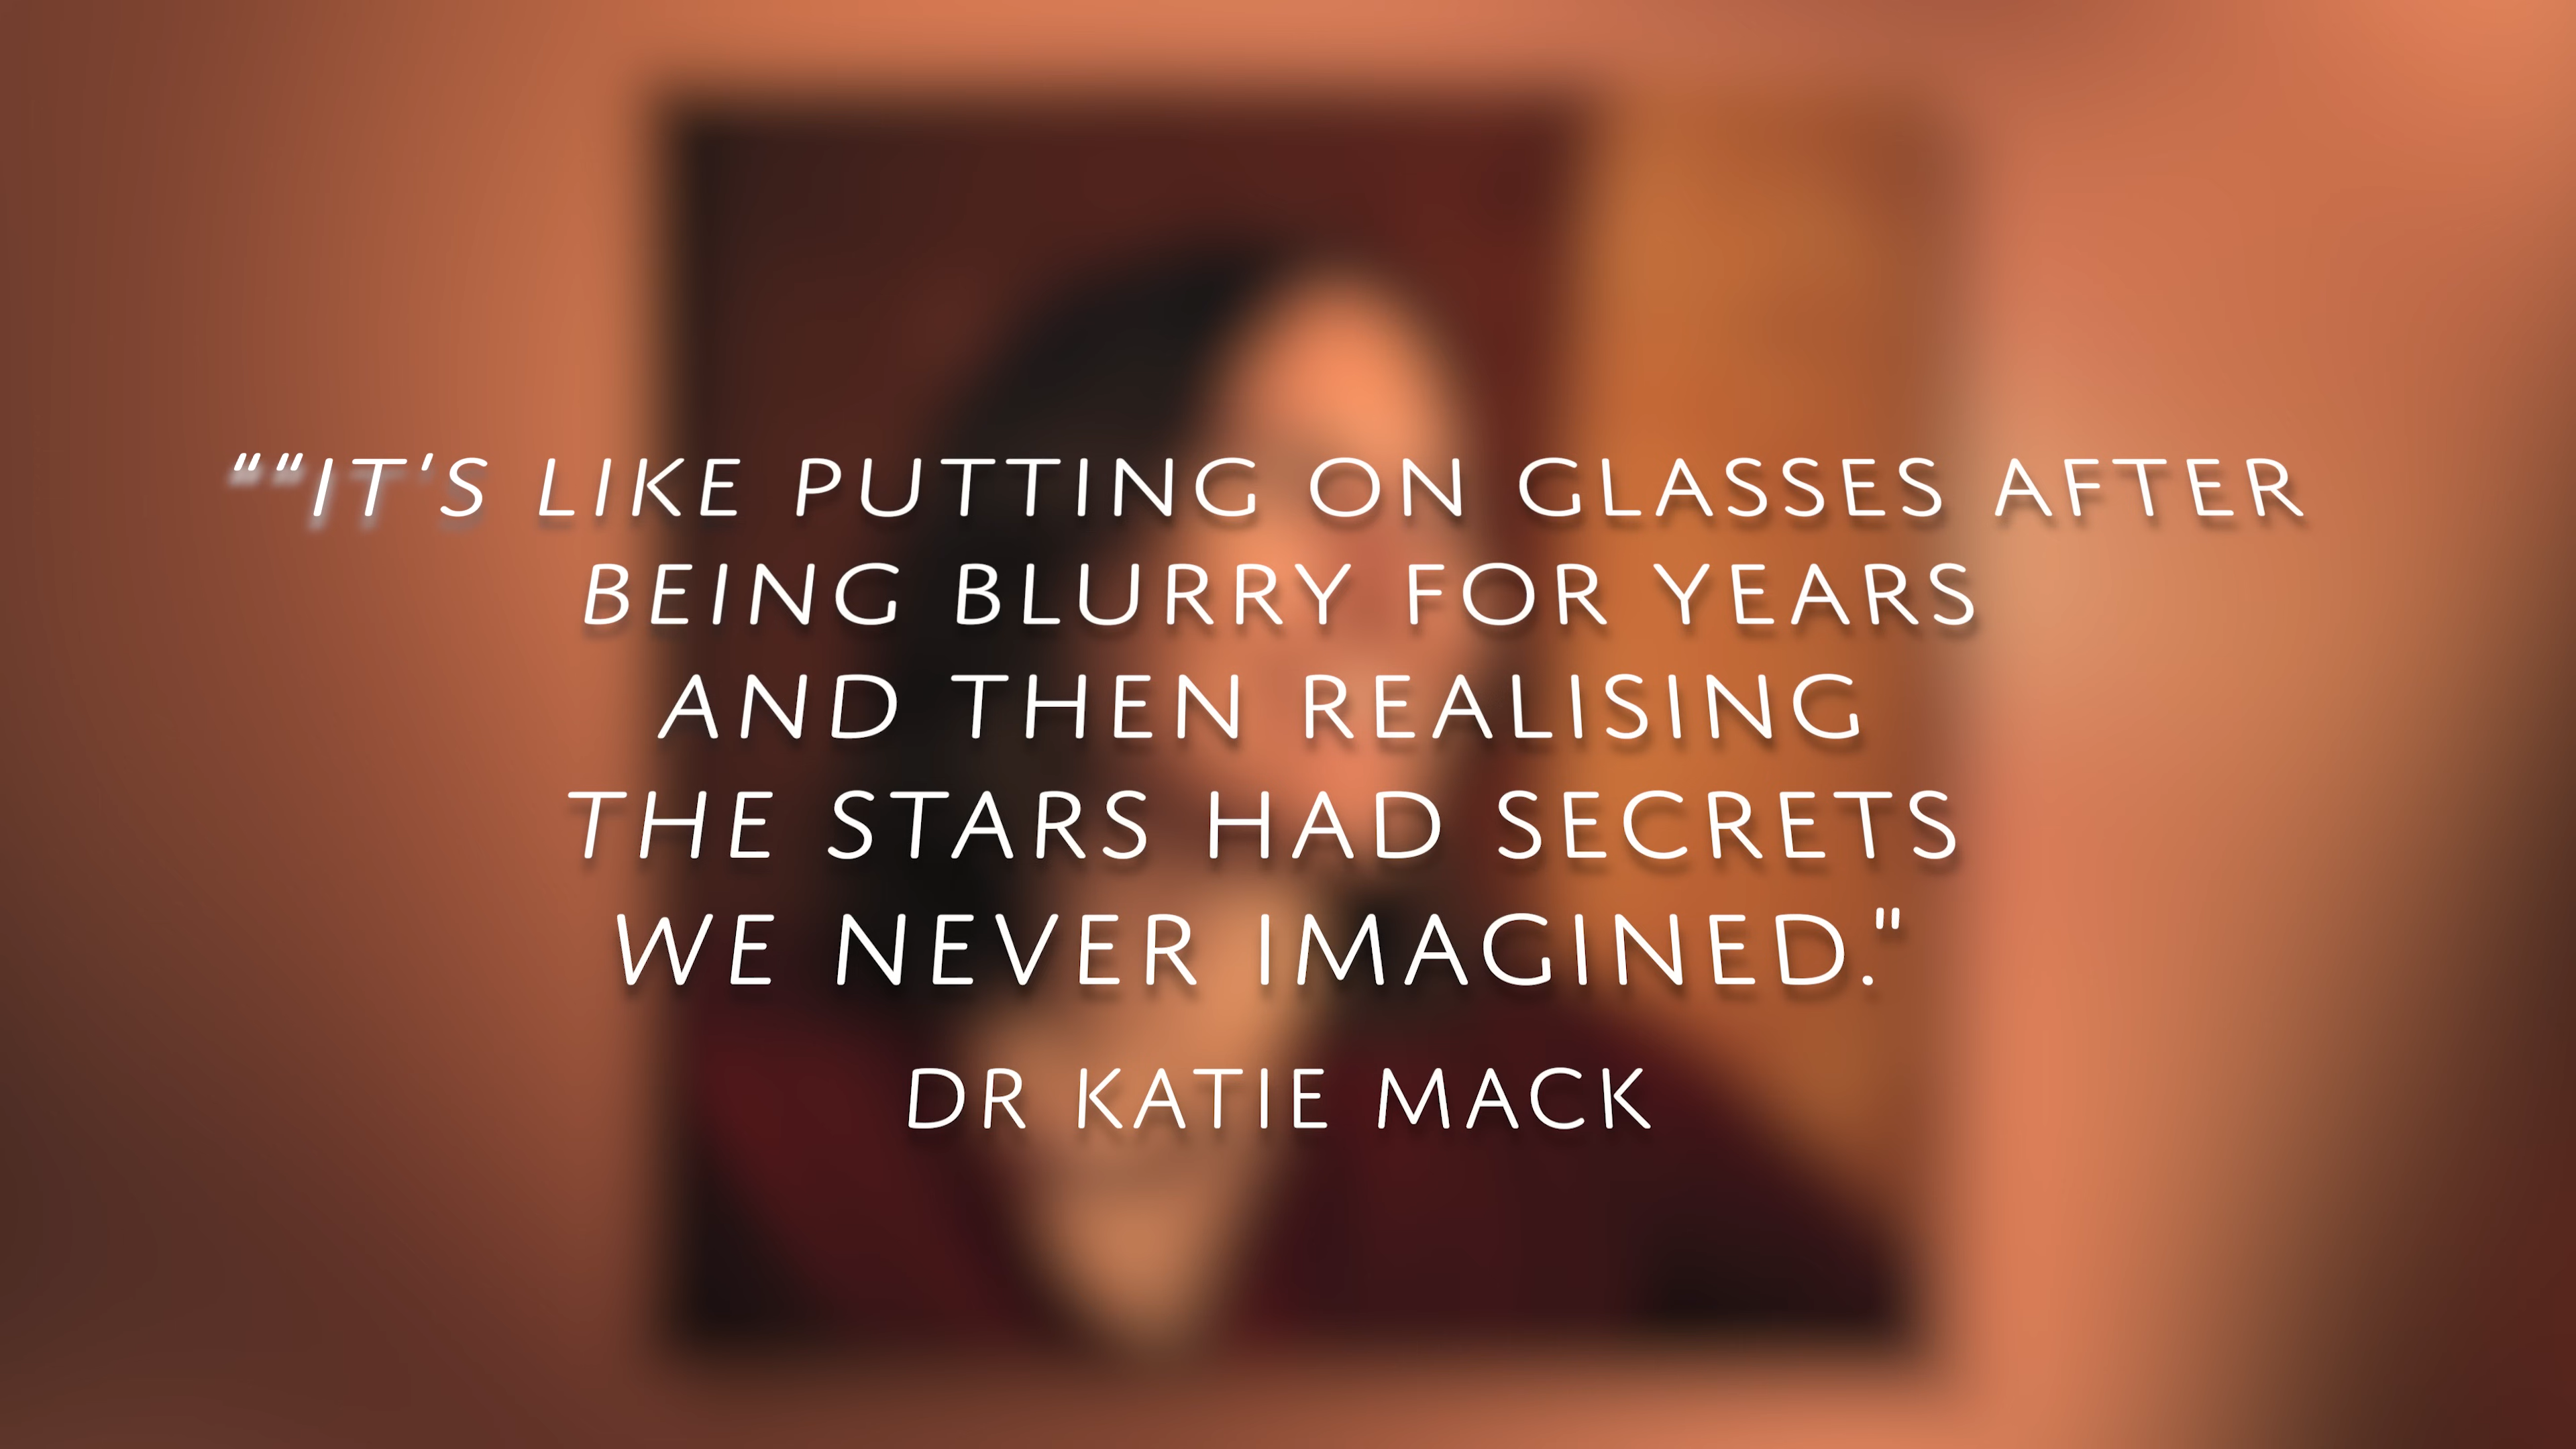 ““IT'S LIKE PUTTING ON GLASSES AFTER
BEING BLURRY FOR YEARS
AND THEN REALISING
THE STARS HAD SECRETS
WE NEVER IMAGINED."
DR KATIE MACK